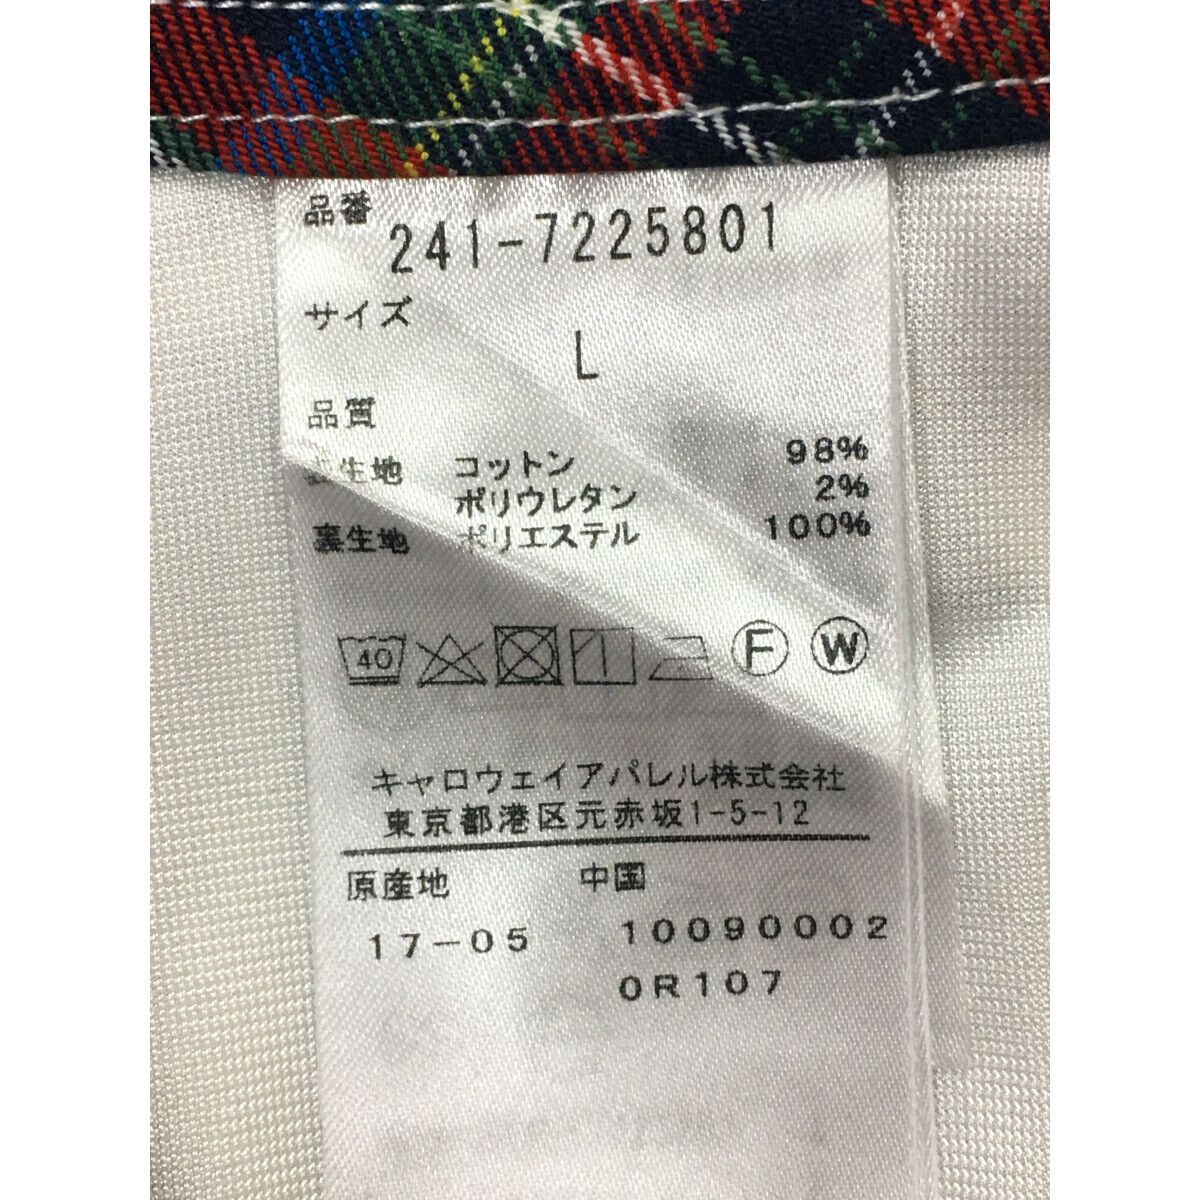 品番
241-7225801
サイズ
L
品質
表生地 コットン 98%
ポリウレタン 2%
裏生地 ポリエステル 100%
40 F W
キャロウェイアパレル株式会社
東京都港区元赤坂1-5-12
原産地 中国
17-05 10090002
0R107